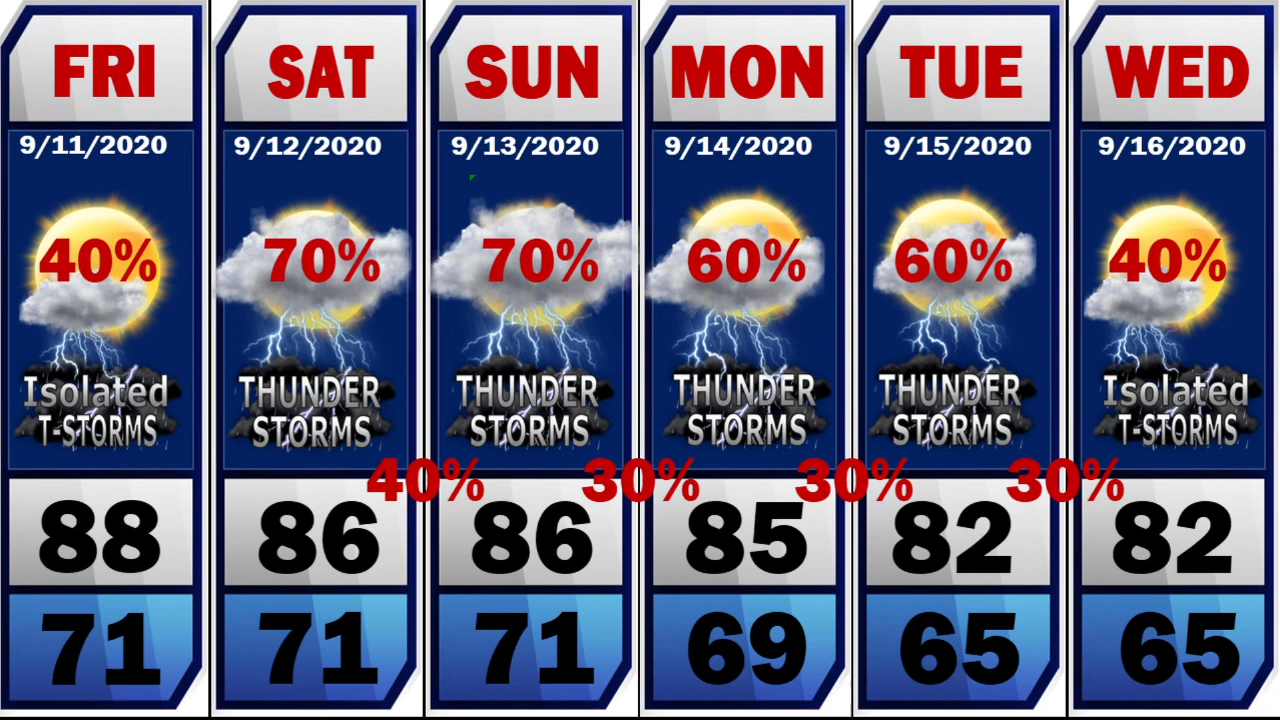 FRI SAT SUN MON TUE WED
9/11/2020 9/12/2020 9/13/2020 9/14/2020 9/15/2020 9/16/2020
40% 70% 70% 60% 60% 40%
Isolated THUNDER THUNDER THUNDER THUNDER Isolated
T-STORMS STORMS STORMS STORMS STORMS T-STORMS
40% 30% 30% 30%
88 86 86 85 82 82
71 71 71 69 65 65